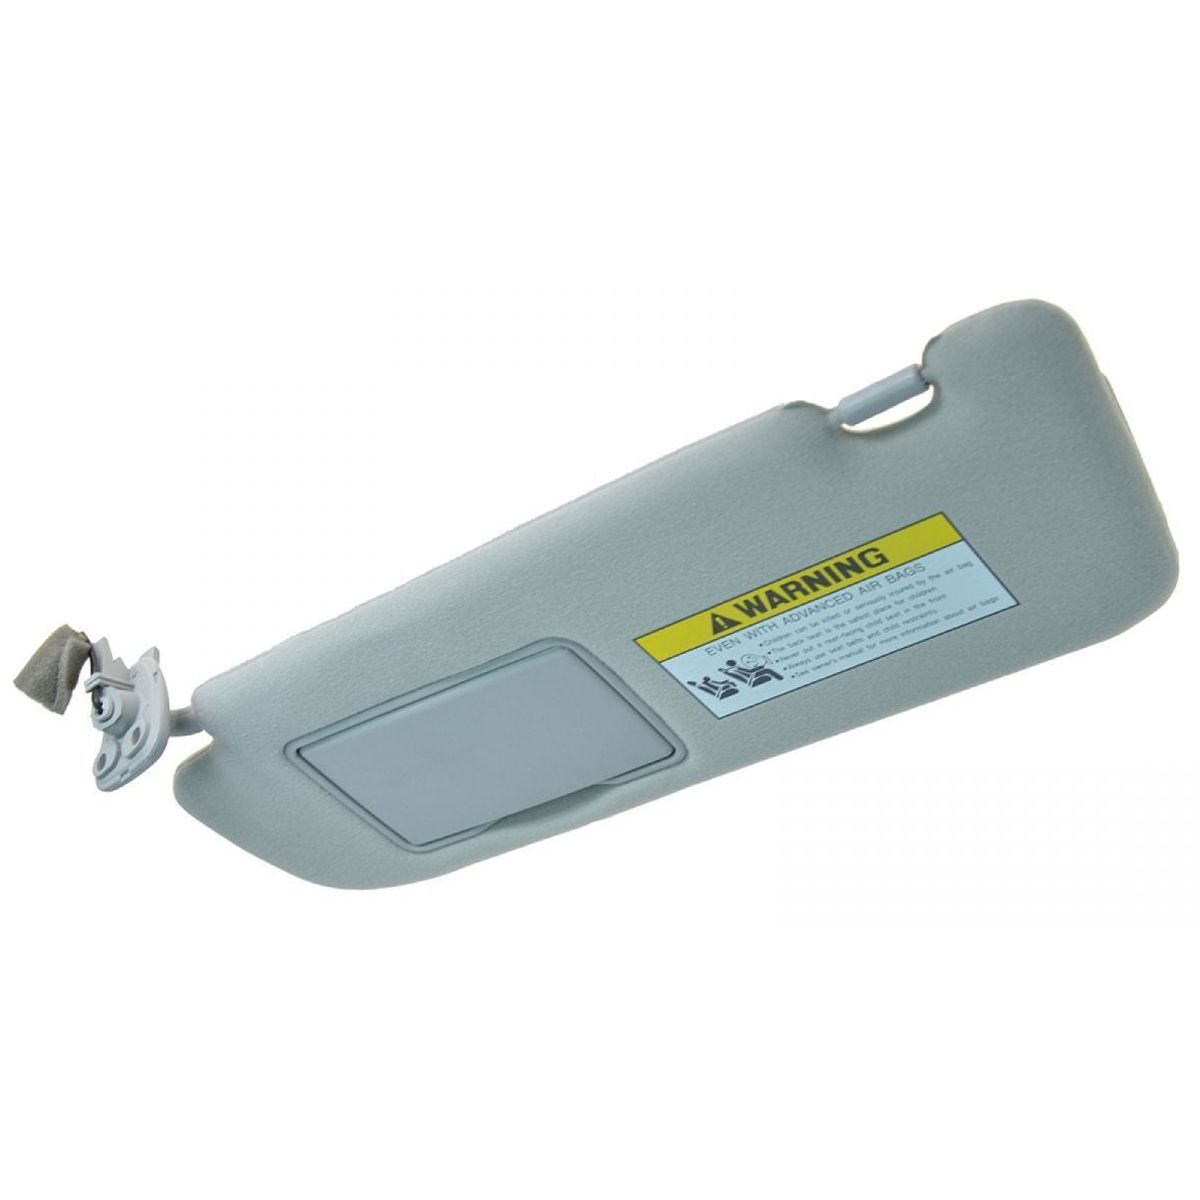 WARNING
EVEN WITH ADVANCED AIR BAGS
•Children can be killed or seriously injured by the air bag
•The back seat is the safest place for children
•Never put a rear-facing child seat in the front
•Always use seat belts and child restraints
•See owner's manual for more information about air bags